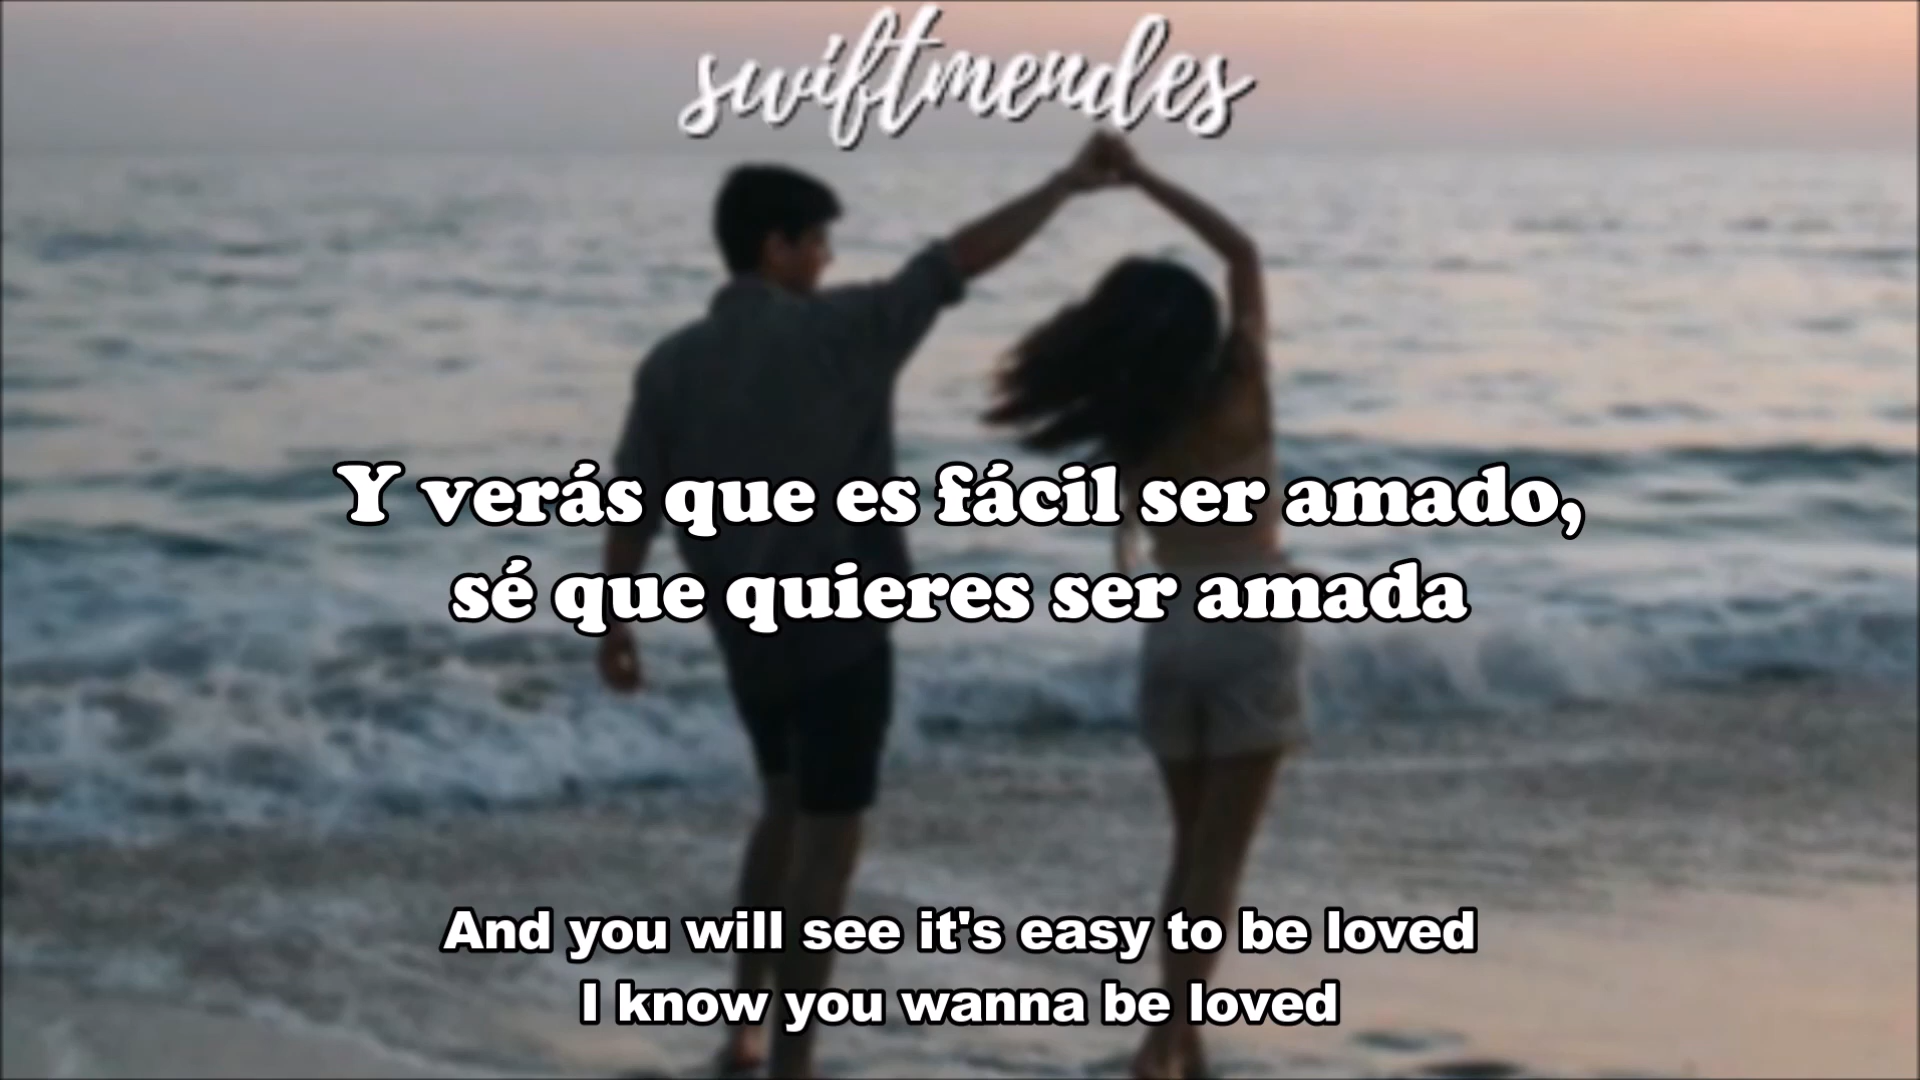 swiftmendes
Y verás que es fácil ser amado,
sé que quieres ser amada
And you will see it's easy to be loved
I know you wanna be loved